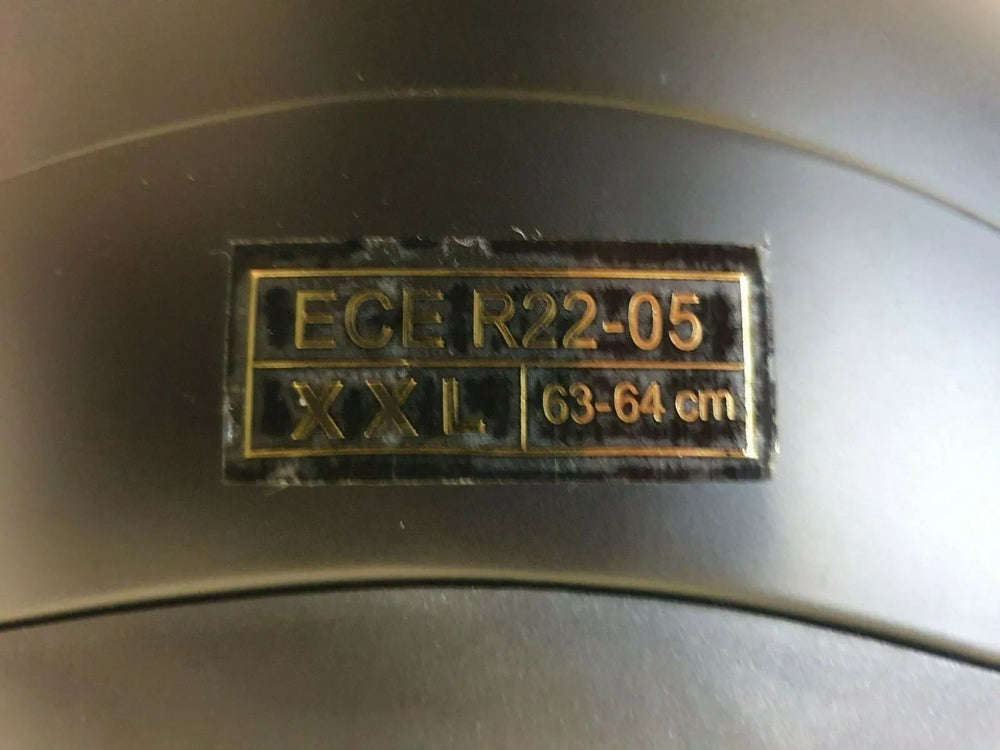 ECE R22-05
XXL 63-64 cm